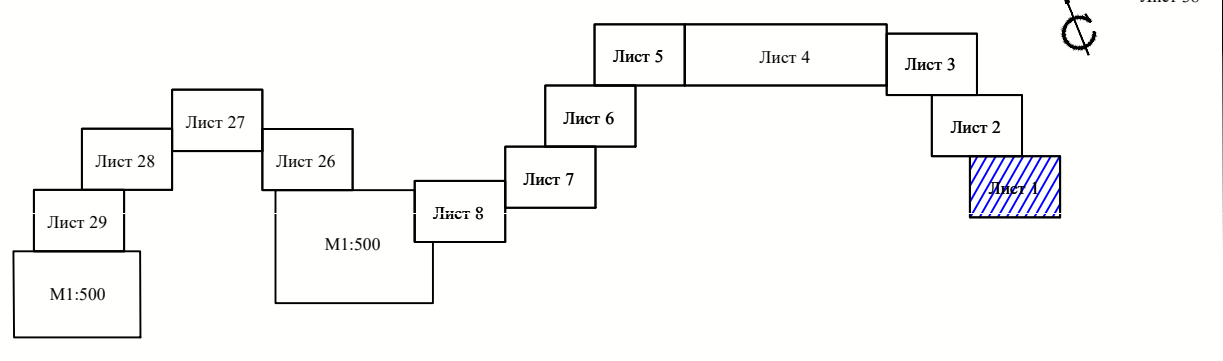 Лист 5
Лист 4
Лист 3
Лист 27
Лист 6
Лист 2
Лист 28
Лист 26
Лист 7
Лист 1
Лист 29
Лист 8
М1:500
М1:500
С